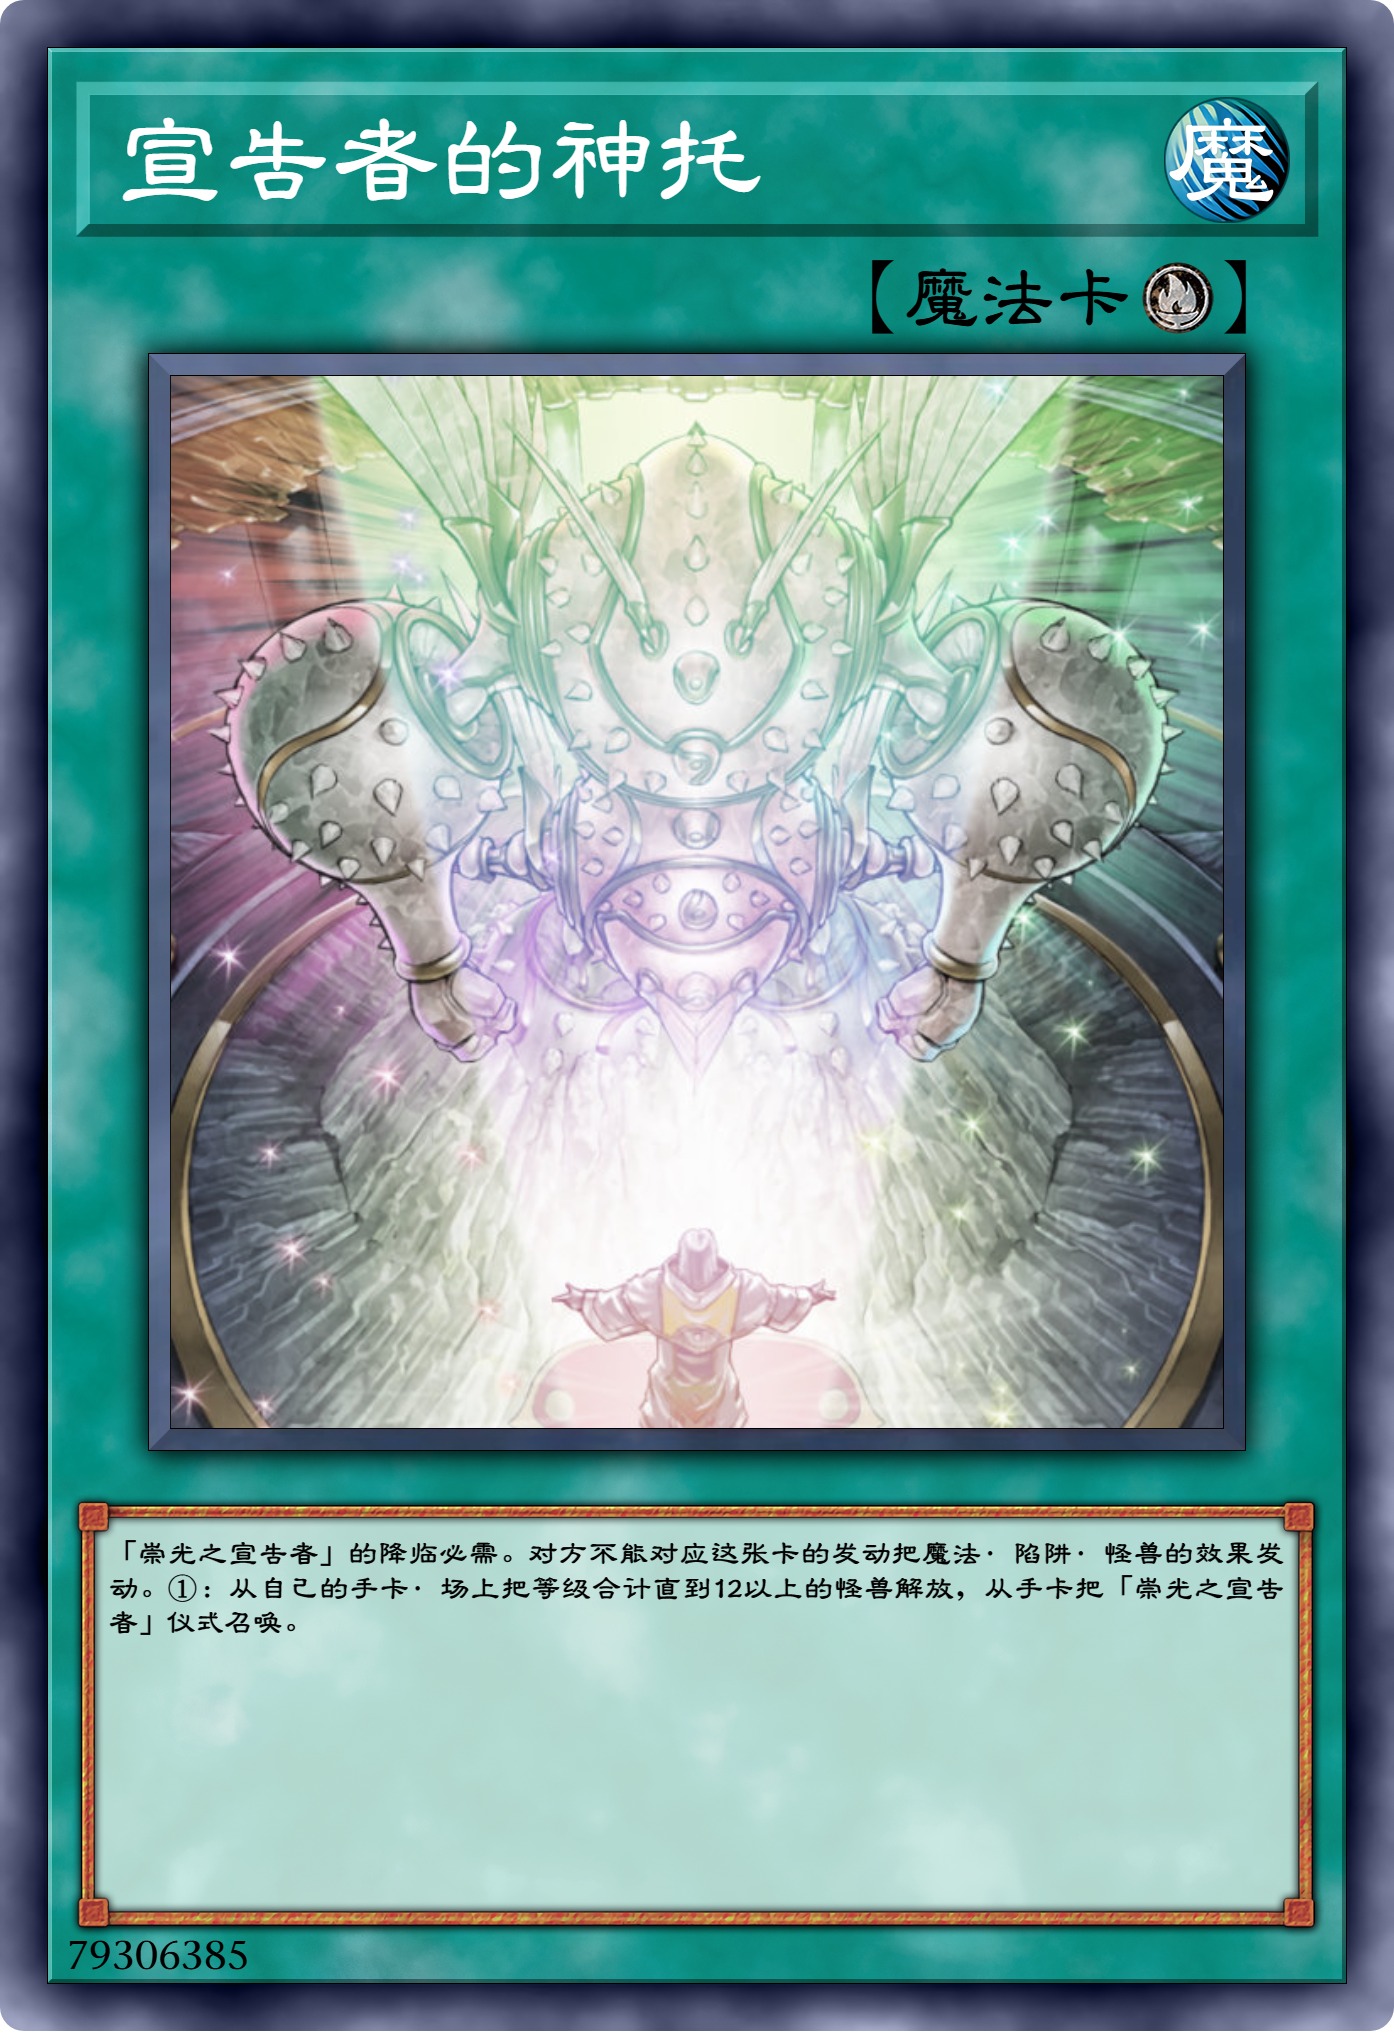 宣告者的神托
魔
【魔法卡】
「崇光之宣告者」的降临必需。对方不能对应这张卡的发动把魔法·陷阱·怪兽的效果发
动。①：从自己的手卡·场上把等级合计直到12以上的怪兽解放，从手卡把「崇光之宣告
者」仪式召唤。
79306385